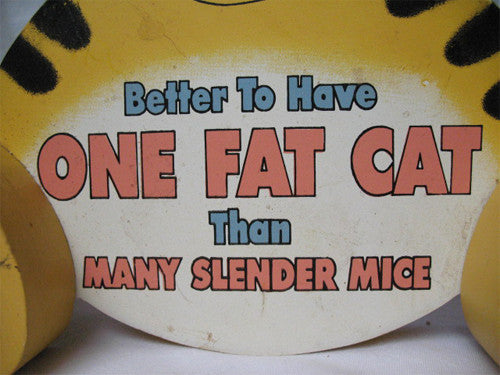 Better To Have
ONE FAT CAT
Than
MANY SLENDER MICE